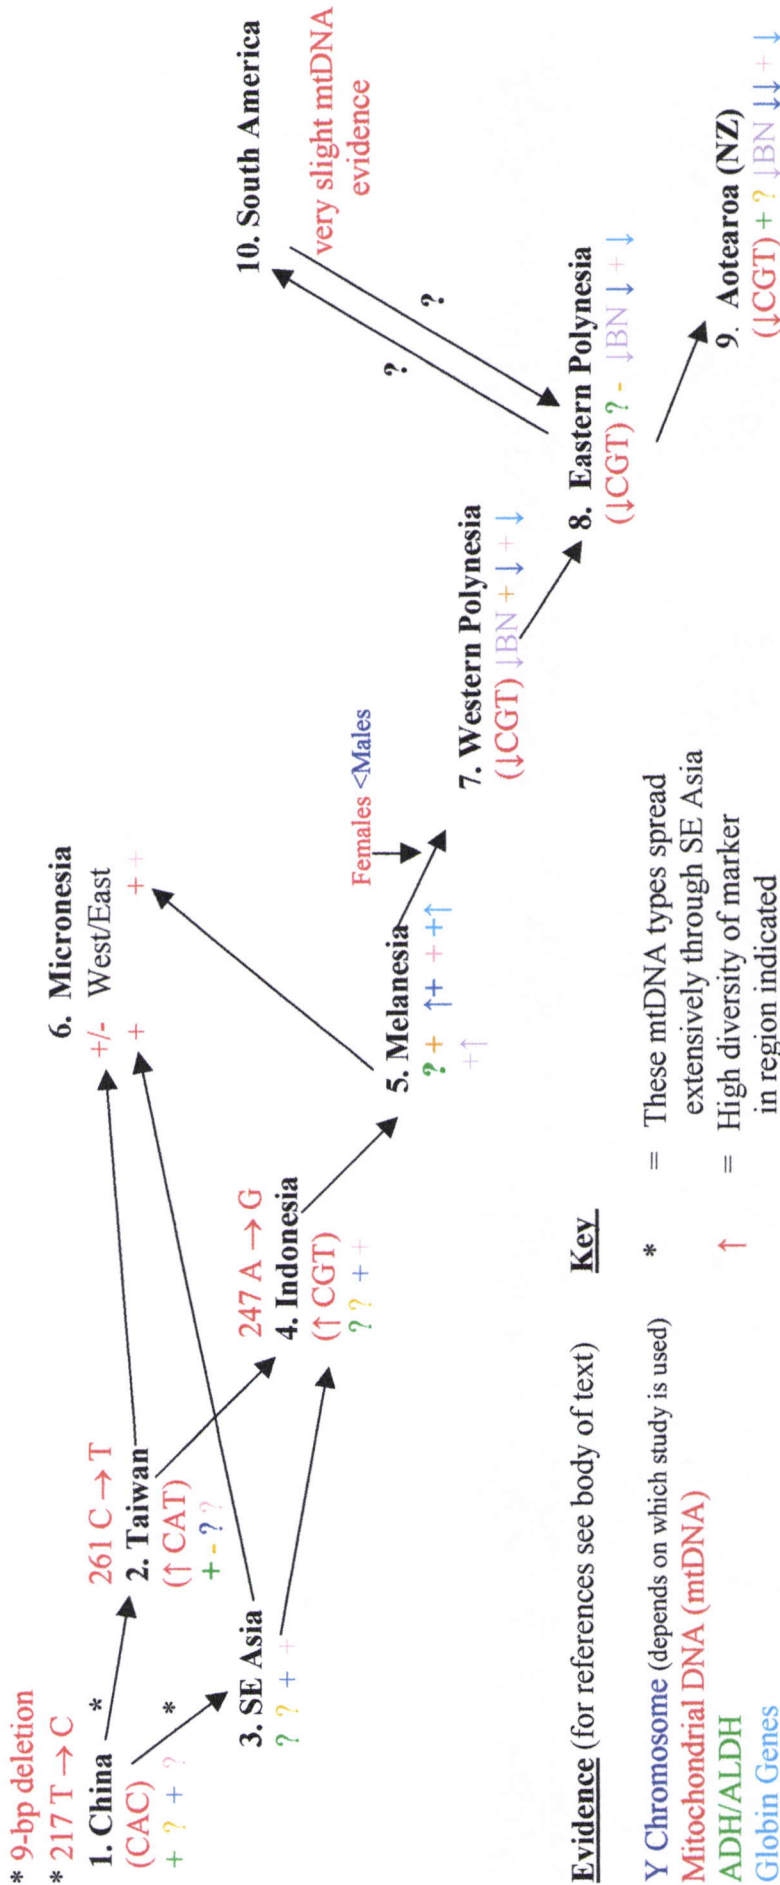 * 9-bp deletion
* 217 T → C
1. China *
(CAC)
+ ? + ? *
261 C → T
2. Taiwan
(↑ CAT)
+ - ? ?
3. SE Asia
? ? + +
247 A → G
4. Indonesia
(↑ CGT)
? ? + +
6. Micronesia
+/- West/East
+ + +
5. Melanesia
? + ↑+ + +↑
+↑
Females <Males
7. Western Polynesia
(↓CGT) ↓BN + ↓ + ↓
8. Eastern Polynesia
(↓CGT) ? - ↓BN ↓ + ↓
9. Aotearoa (NZ)
(↓CGT) + ? ↓BN ↓↓ + ↓
10. South America
very slight mtDNA
evidence
?
?
Evidence (for references see body of text)
Y Chromosome (depends on which study is used)
Mitochondrial DNA (mtDNA)
ADH/ALDH
Globin Genes
Key
* = These mtDNA types spread
extensively through SE Asia
↑ = High diversity of marker
in region indicated